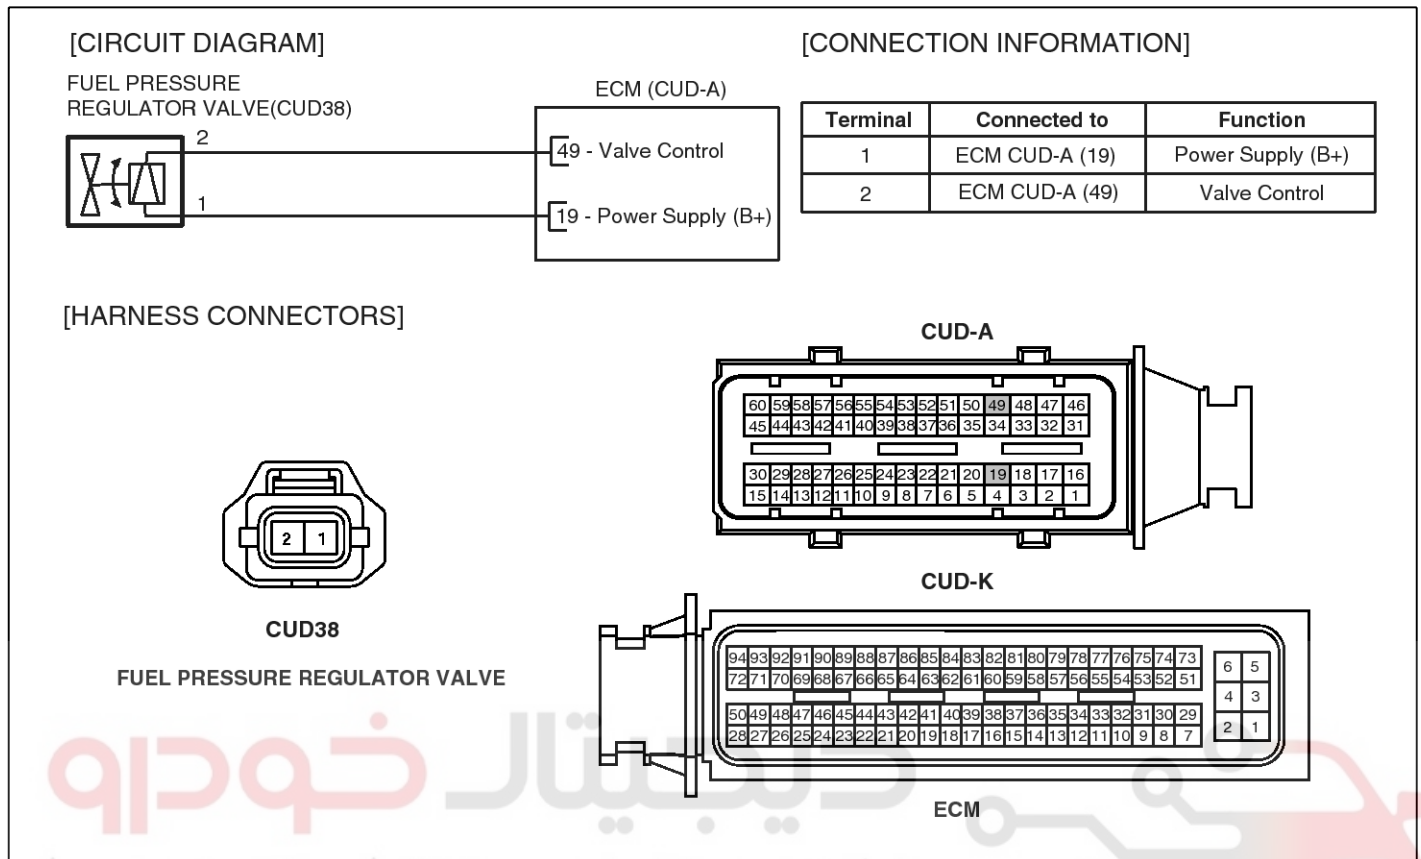 [CIRCUIT DIAGRAM]
FUEL PRESSURE
REGULATOR VALVE(CUD38)
2
1
ECM (CUD-A)
49 - Valve Control
19 - Power Supply (B+)
[CONNECTION INFORMATION]
Terminal Connected to Function
1 ECM CUD-A (19) Power Supply (B+)
2 ECM CUD-A (49) Valve Control
[HARNESS CONNECTORS]
CUD-A
60 59 58 57 56 55 54 53 52 51 50 49 48 47 46
45 44 43 42 41 40 39 38 37 36 35 34 33 32 31
30 29 28 27 26 25 24 23 22 21 20 19 18 17 16
15 14 13 12 11 10 9 8 7 6 5 4 3 2 1
2 1
CUD38
FUEL PRESSURE REGULATOR VALVE
CUD-K
94 93 92 91 90 89 88 87 86 85 84 83 82 81 80 79 78 77 76 75 74 73
72 71 70 69 68 67 66 65 64 63 62 61 60 59 58 57 56 55 54 53 52 51
50 49 48 47 46 45 44 43 42 41 40 39 38 37 36 35 34 33 32 31 30 29
28 27 26 25 24 23 22 21 20 19 18 17 16 15 14 13 12 11 10 9 8 7
6 5
4 3
2 1
ECM
دیجیتال خودرو